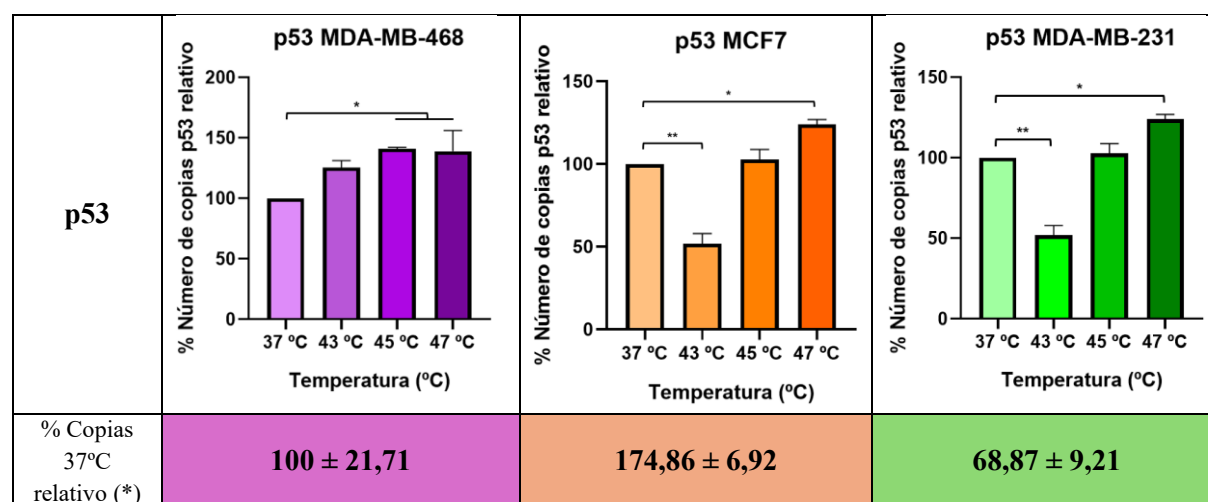 p53
p53 MDA-MB-468
% Número de copias p53 relativo
200
150
100
50
0
*
37 ºC 43 ºC 45 ºC 47 ºC
Temperatura (ºC)
p53 MCF7
% Número de copias p53 relativo
150
100
50
0
*
**
37 ºC 43 ºC 45 ºC 47 ºC
Temperatura (ºC)
p53 MDA-MB-231
% Número de copias p53 relativo
150
100
50
0
*
**
37 ºC 43 ºC 45 ºC 47 ºC
Temperatura (ºC)
% Copias
37ºC
relativo (*)
100 ± 21,71
174,86 ± 6,92
68,87 ± 9,21